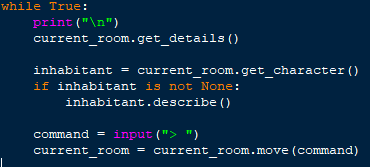 while True:
    print("\n")
    current_room.get_details()

    inhabitant = current_room.get_character()
    if inhabitant is not None:
        inhabitant.describe()

    command = input("> ")
    current_room = current_room.move(command)